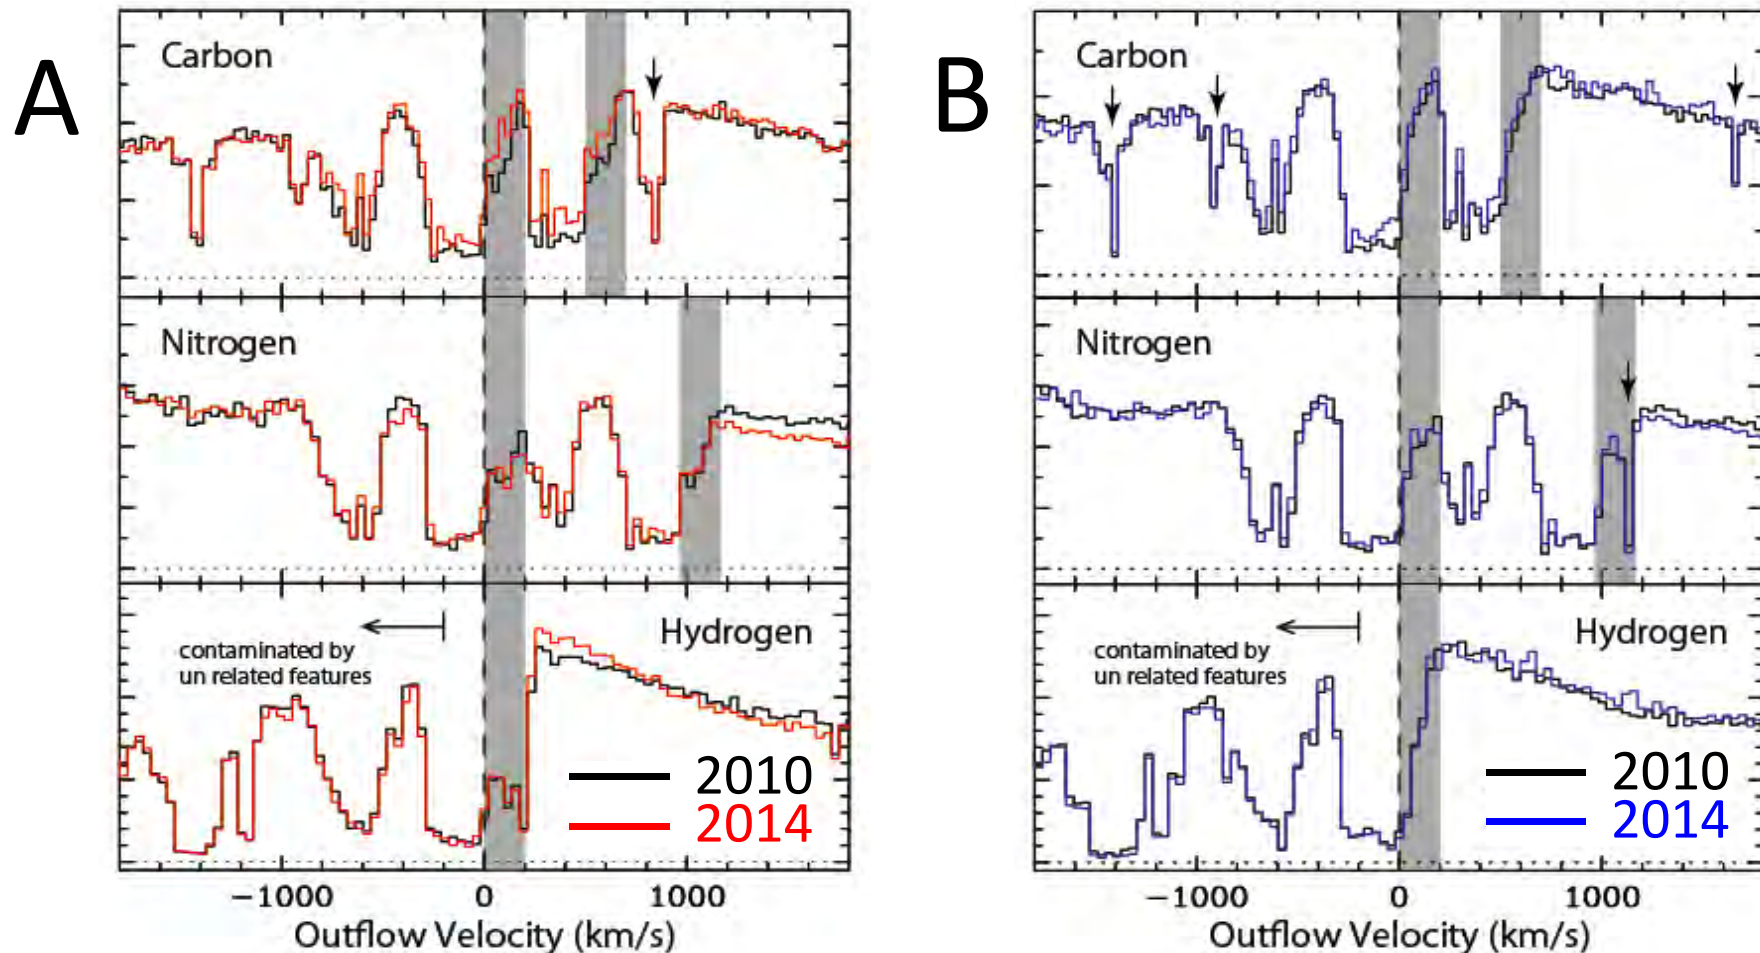 A
Carbon
Nitrogen
contaminated by
un related features
Hydrogen
2010
2014
−1000
0
1000
Outflow Velocity (km/s)
B
Carbon
Nitrogen
contaminated by
un related features
Hydrogen
2010
2014
−1000
0
1000
Outflow Velocity (km/s)